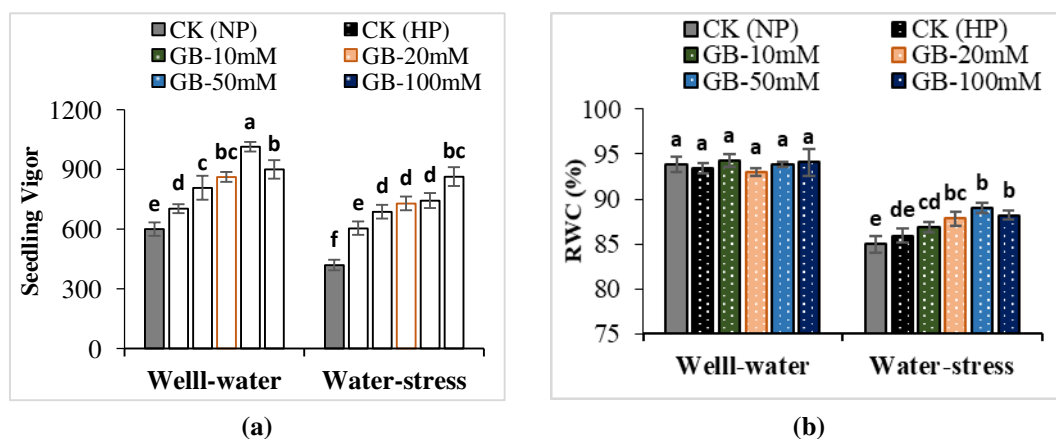 CK (NP) CK (HP)
GB-10mM GB-20mM
GB-50mM GB-100mM
Seedling Vigor
1200
900
600
300
0
e d c bc a b
f e d d d bc
Welll-water Water-stress
(a)
CK (NP) CK (HP)
GB-10mM GB-20mM
GB-50mM GB-100mM
RWC (%)
100
95
90
85
80
75
a a a a a a
e de cd bc b b
Welll-water Water-stress
(b)